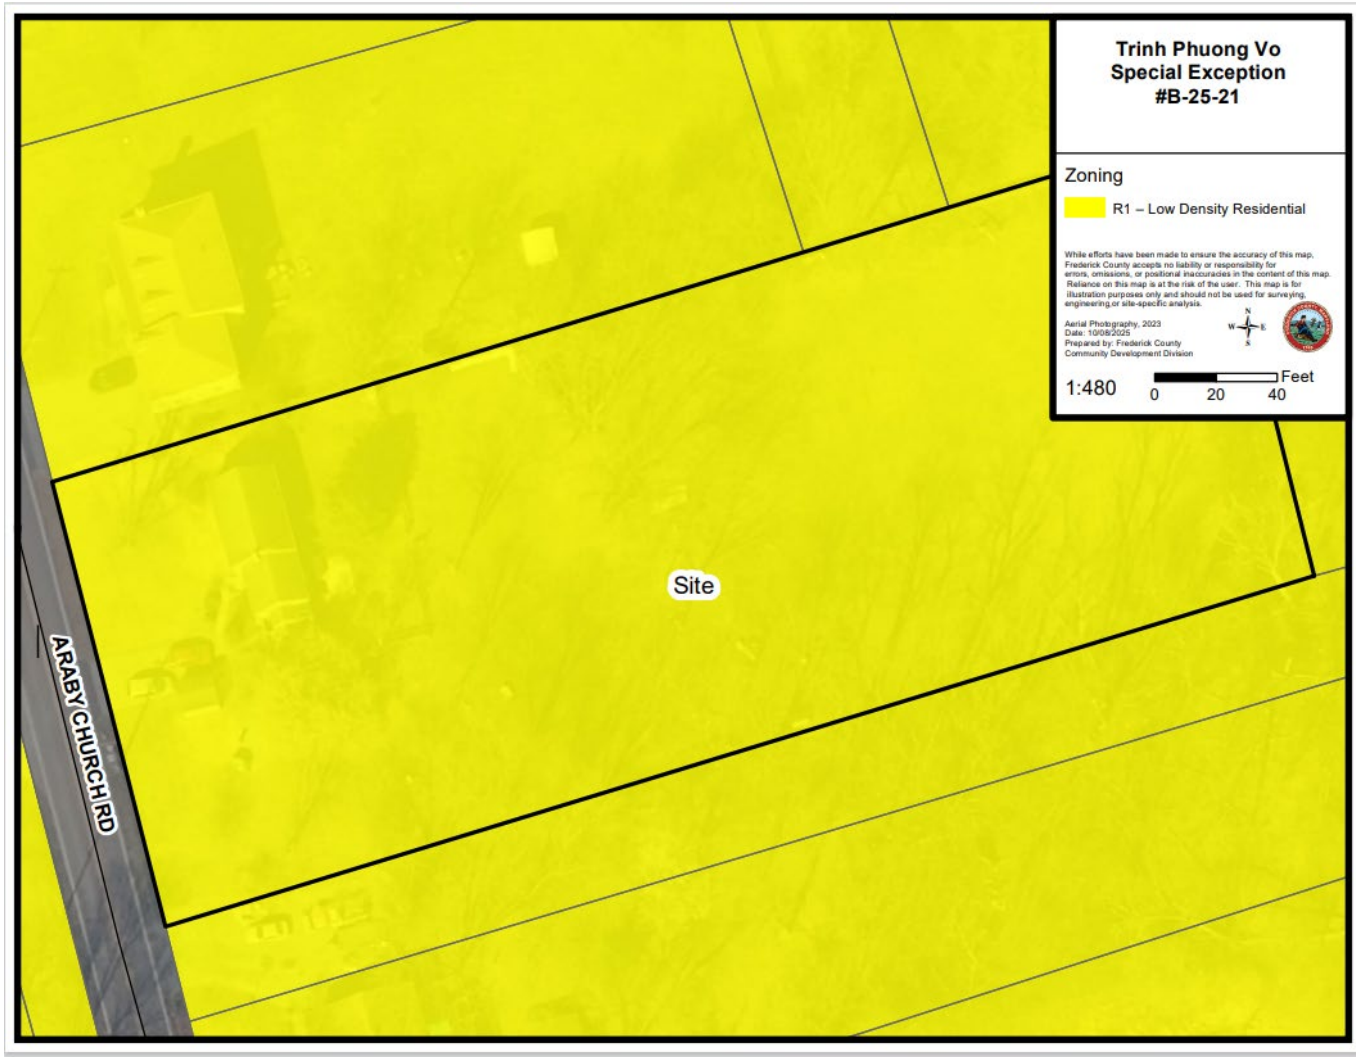 Trinh Phuong Vo
Special Exception
#B-25-21
Zoning
R1 – Low Density Residential
While efforts have been made to ensure the accuracy of this map,
Frederick County accepts no liability or responsibility for
errors, omissions, or positional inaccuracies in the content of this map.
Reliance on this map is at the risk of the user. This map is for
illustration purposes only and should not be used for surveying,
engineering,or site-specific analysis.
Aerial Photography, 2023
Date: 10/08/2025
Prepared by: Frederick County
Community Development Division
N
W E
S
1:480
Feet
0 20 40
Site
ARABY CHURCH RD